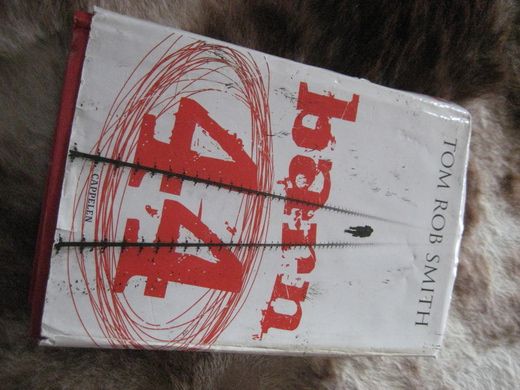 TOM ROB SMITH
barn
44
CAPPELEN